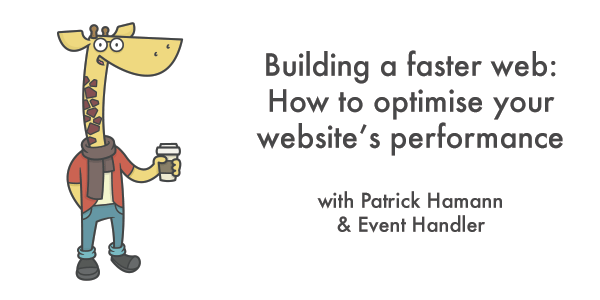 Building a faster web:
How to optimise your
website's performance
with Patrick Hamann
& Event Handler